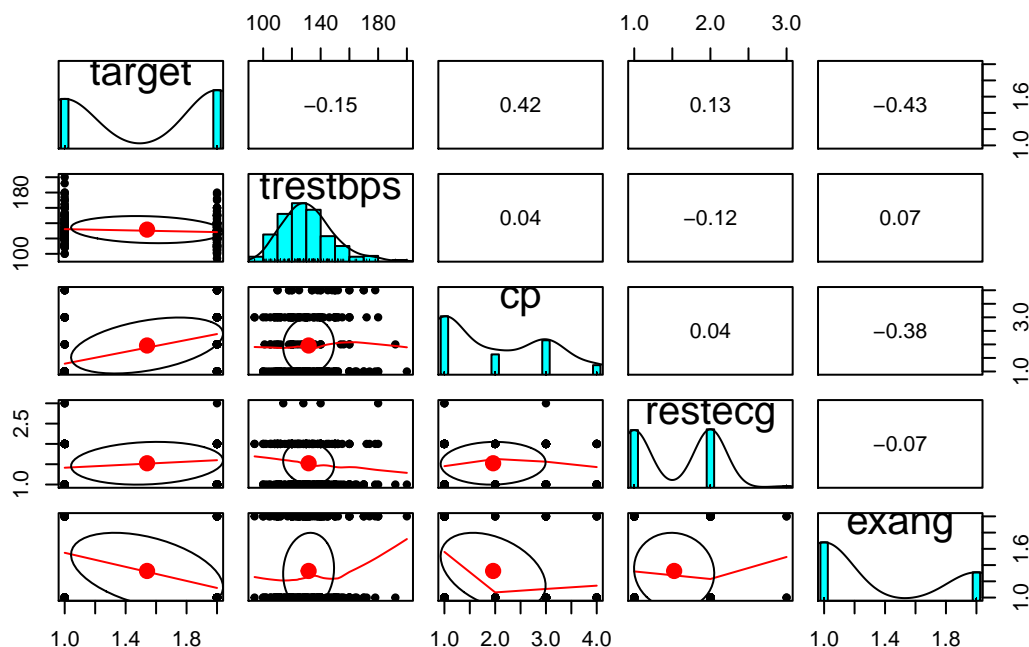 100 140 180 1.0 2.0 3.0
target −0.15 0.42 0.13 −0.43 1.0 1.6
100 180 trestbps 0.04 −0.12 0.07
cp 0.04 −0.38 1.0 3.0
1.0 2.5 restecg −0.07
exang 1.0 1.6
1.0 1.4 1.8 100 140 180 1.0 2.0 3.0 4.0 1.0 1.4 1.8